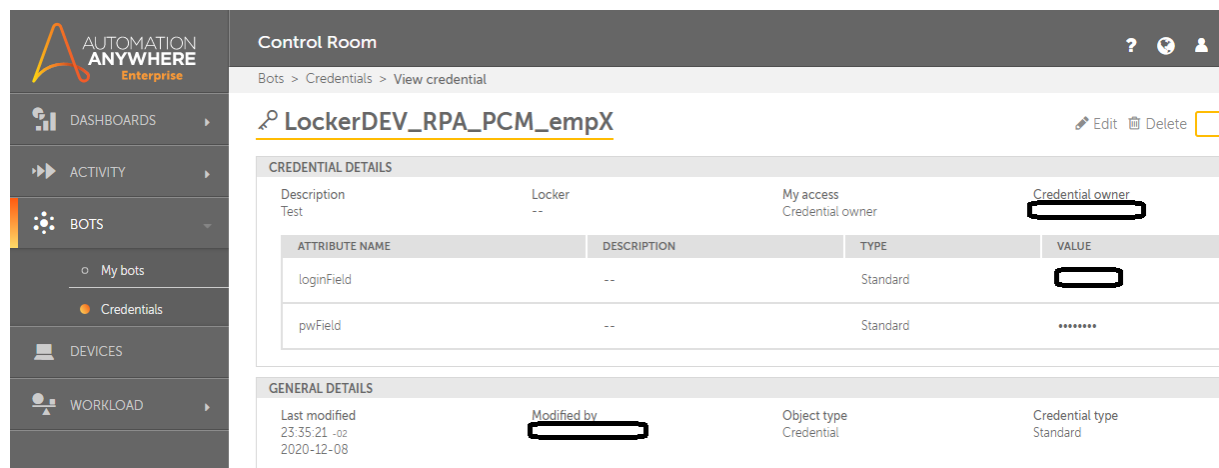 AUTOMATION
ANYWHERE
Enterprise
Control Room
?
Bots > Credentials > View credential
DASHBOARDS
ACTIVITY
BOTS
My bots
Credentials
DEVICES
WORKLOAD
LockerDEV_RPA_PCM_empX
Edit Delete
CREDENTIAL DETAILS
Description Locker My access Credential owner
Test -- Credential owner
ATTRIBUTE NAME DESCRIPTION TYPE VALUE
loginField -- Standard
pwField -- Standard ••••••••
GENERAL DETAILS
Last modified Modified by Object type Credential type
23:35:21 -02 Credential Standard
2020-12-08